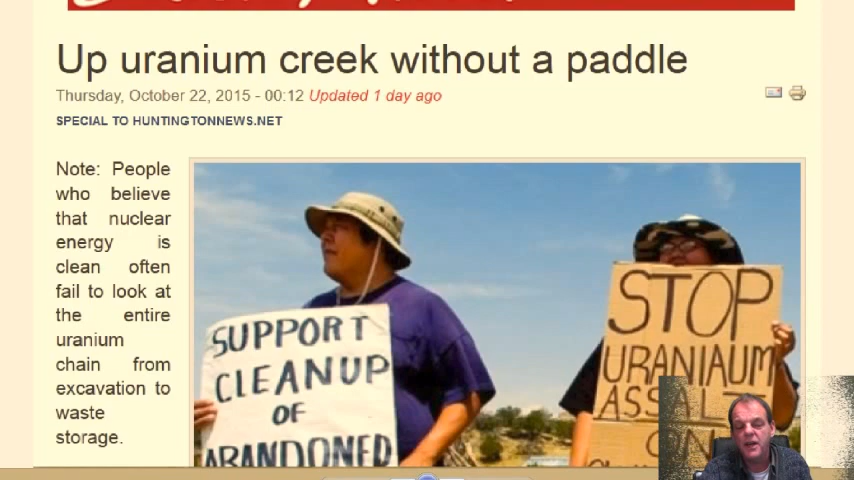 Up uranium creek without a paddle
Thursday, October 22, 2015 - 00:12 Updated 1 day ago
SPECIAL TO HUNTINGTONNEWS.NET
Note: People
who believe
that nuclear
energy is
clean often
fail to look at
the entire
uranium
chain from
excavation to
waste
storage.
SUPPORT
CLEANUP
OF
ABANDONED
STOP
URANIAUM
ON